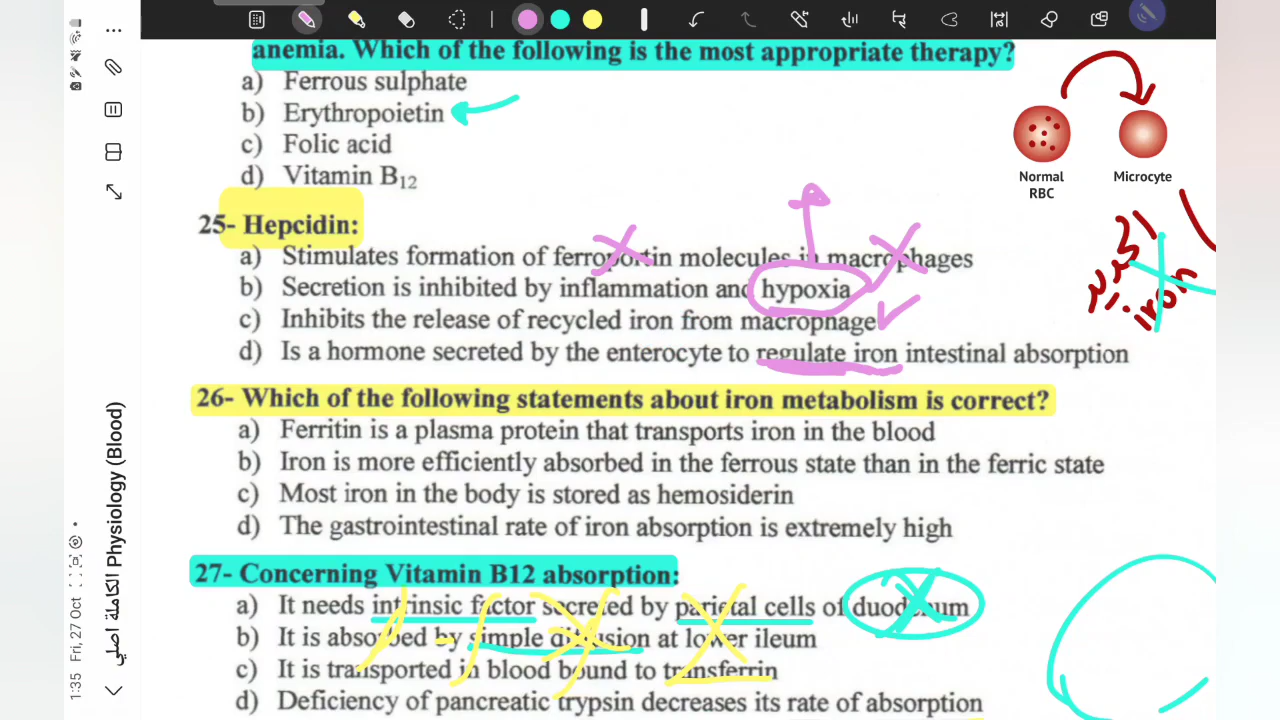 anemia. Which of the following is the most appropriate therapy?
a) Ferrous sulphate
b) Erythropoietin
c) Folic acid
d) Vitamin B12
Normal RBC
Microcyte
25- Hepcidin:
a) Stimulates formation of ferroportin molecules in macrophages
b) Secretion is inhibited by inflammation and hypoxia
c) Inhibits the release of recycled iron from macrophage
d) Is a hormone secreted by the enterocyte to regulate iron intestinal absorption
iron
26- Which of the following statements about iron metabolism is correct?
a) Ferritin is a plasma protein that transports iron in the blood
b) Iron is more efficiently absorbed in the ferrous state than in the ferric state
c) Most iron in the body is stored as hemosiderin
d) The gastrointestinal rate of iron absorption is extremely high
27- Concerning Vitamin B12 absorption:
a) It needs intrinsic factor secreted by parietal cells of duodenum
b) It is absorbed by simple diffusion at lower ileum
c) It is transported in blood bound to transferrin
d) Deficiency of pancreatic trypsin decreases its rate of absorption
الكاملة اصلي Physiology (Blood)
1:35 Fri, 27 Oct